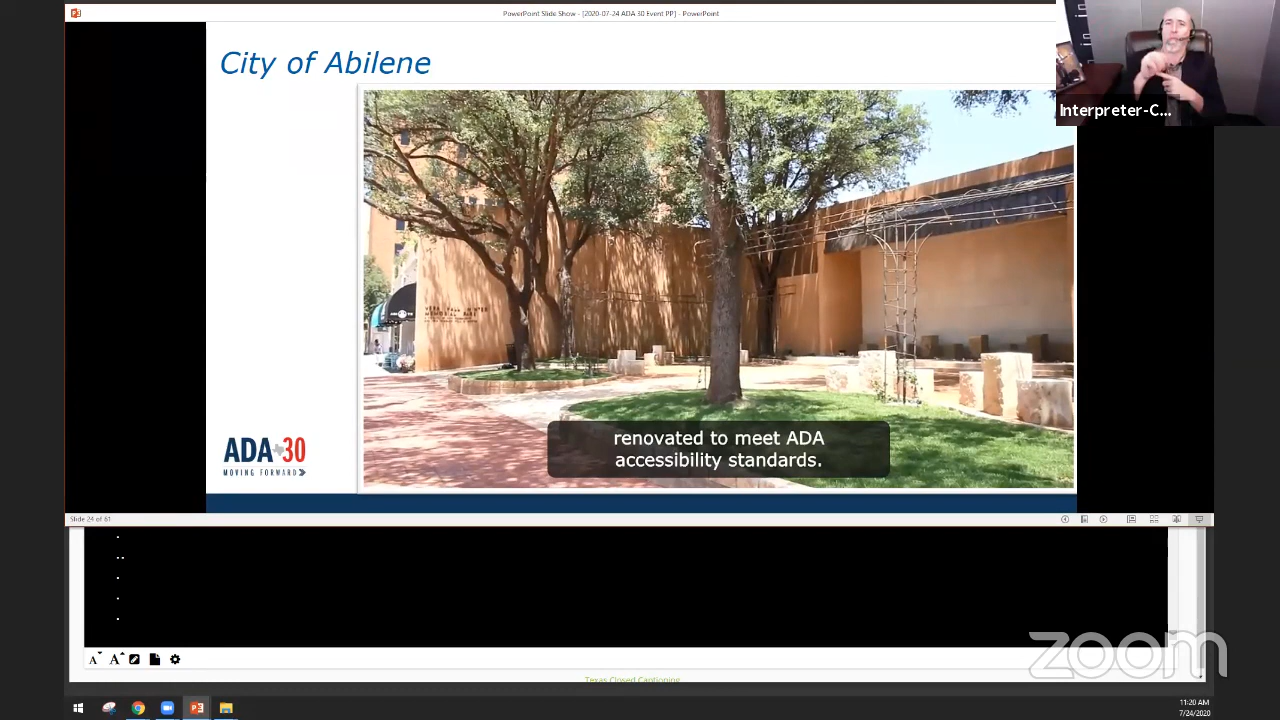 PowerPoint Slide Show - [2020-07-24 ADA 30 Event PP] - PowerPoint
City of Abilene
Interpreter-C...
renovated to meet ADA
accessibility standards.
ADA 30
MOVING FORWARD
Slide 24 of 61
A A
zoom
Texas Closed Captioning
11:20 AM
7/24/2020